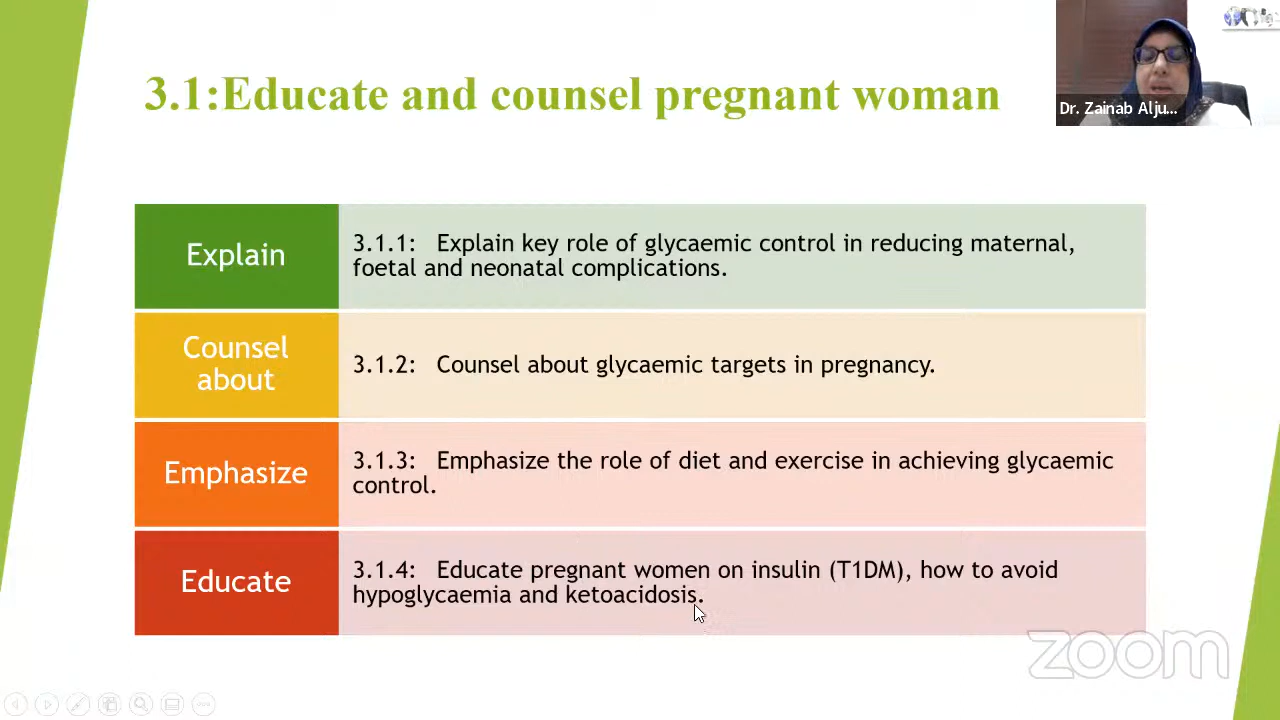 3.1:Educate and counsel pregnant woman
Dr. Zainab Alju...
Explain
3.1.1: Explain key role of glycaemic control in reducing maternal,
foetal and neonatal complications.
Counsel
about
3.1.2: Counsel about glycaemic targets in pregnancy.
Emphasize
3.1.3: Emphasize the role of diet and exercise in achieving glycaemic
control.
Educate
3.1.4: Educate pregnant women on insulin (T1DM), how to avoid
hypoglycaemia and ketoacidosis.
zoom